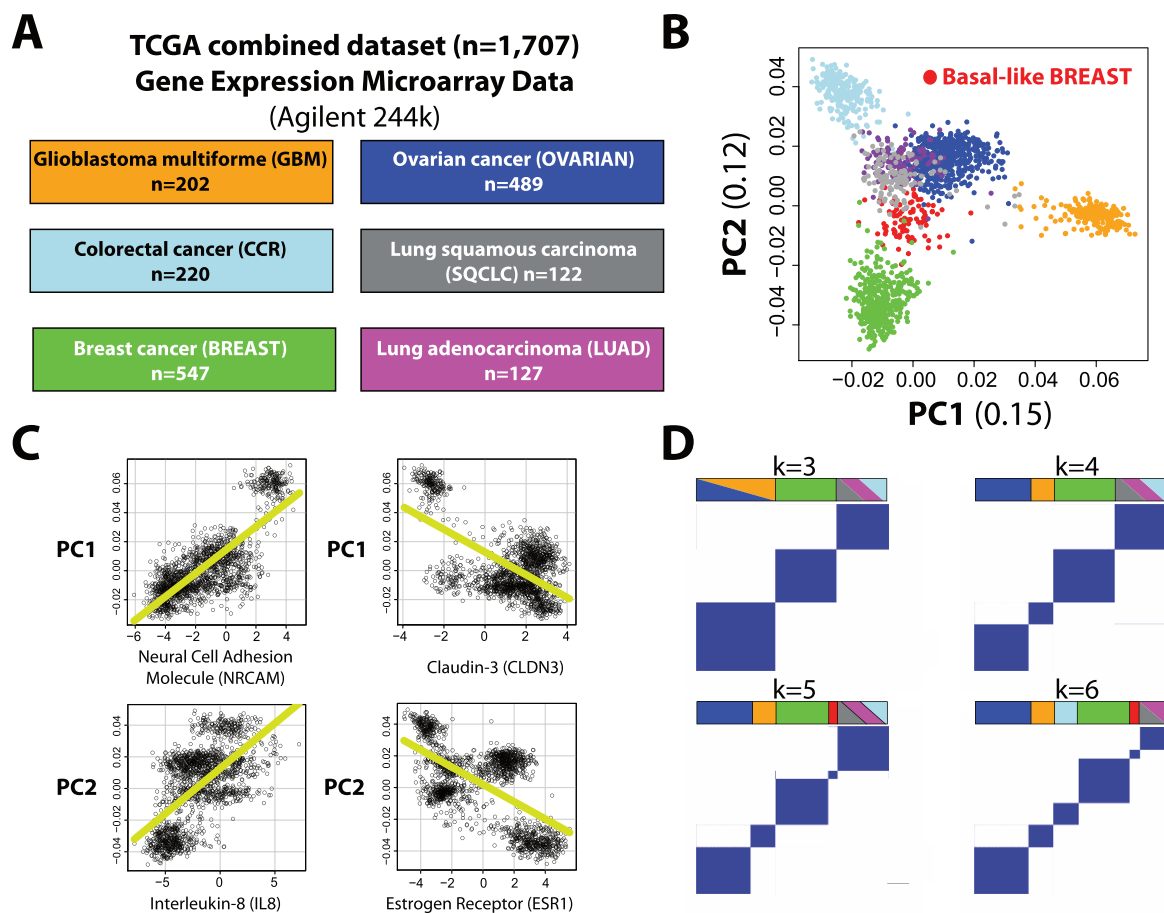 A
TCGA combined dataset (n=1,707)
Gene Expression Microarray Data
(Agilent 244k)
Glioblastoma multiforme (GBM)
n=202
Ovarian cancer (OVARIAN)
n=489
Colorectal cancer (CCR)
n=220
Lung squamous carcinoma
(SQCLC) n=122
Breast cancer (BREAST)
n=547
Lung adenocarcinoma (LUAD)
n=127
B
Basal-like BREAST
PC2 (0.12)
0.04
0.02
0.00
−0.02
−0.04
−0.02 0.00 0.02 0.04 0.06
PC1 (0.15)
C
PC1
0.06
0.04
0.02
0.00
−0.02
−6 −4 −2 0 2 4
Neural Cell Adhesion
Molecule (NRCAM)
PC1
0.06
0.04
0.02
0.00
−0.02
−4 −2 0 2 4
Claudin-3 (CLDN3)
PC2
0.04
0.02
0.00
−0.02
−0.04
−5 0 5
Interleukin-8 (IL8)
PC2
0.04
0.02
0.00
−0.02
−0.04
−4 −2 0 2 4
Estrogen Receptor (ESR1)
D
k=3
k=4
k=5
k=6